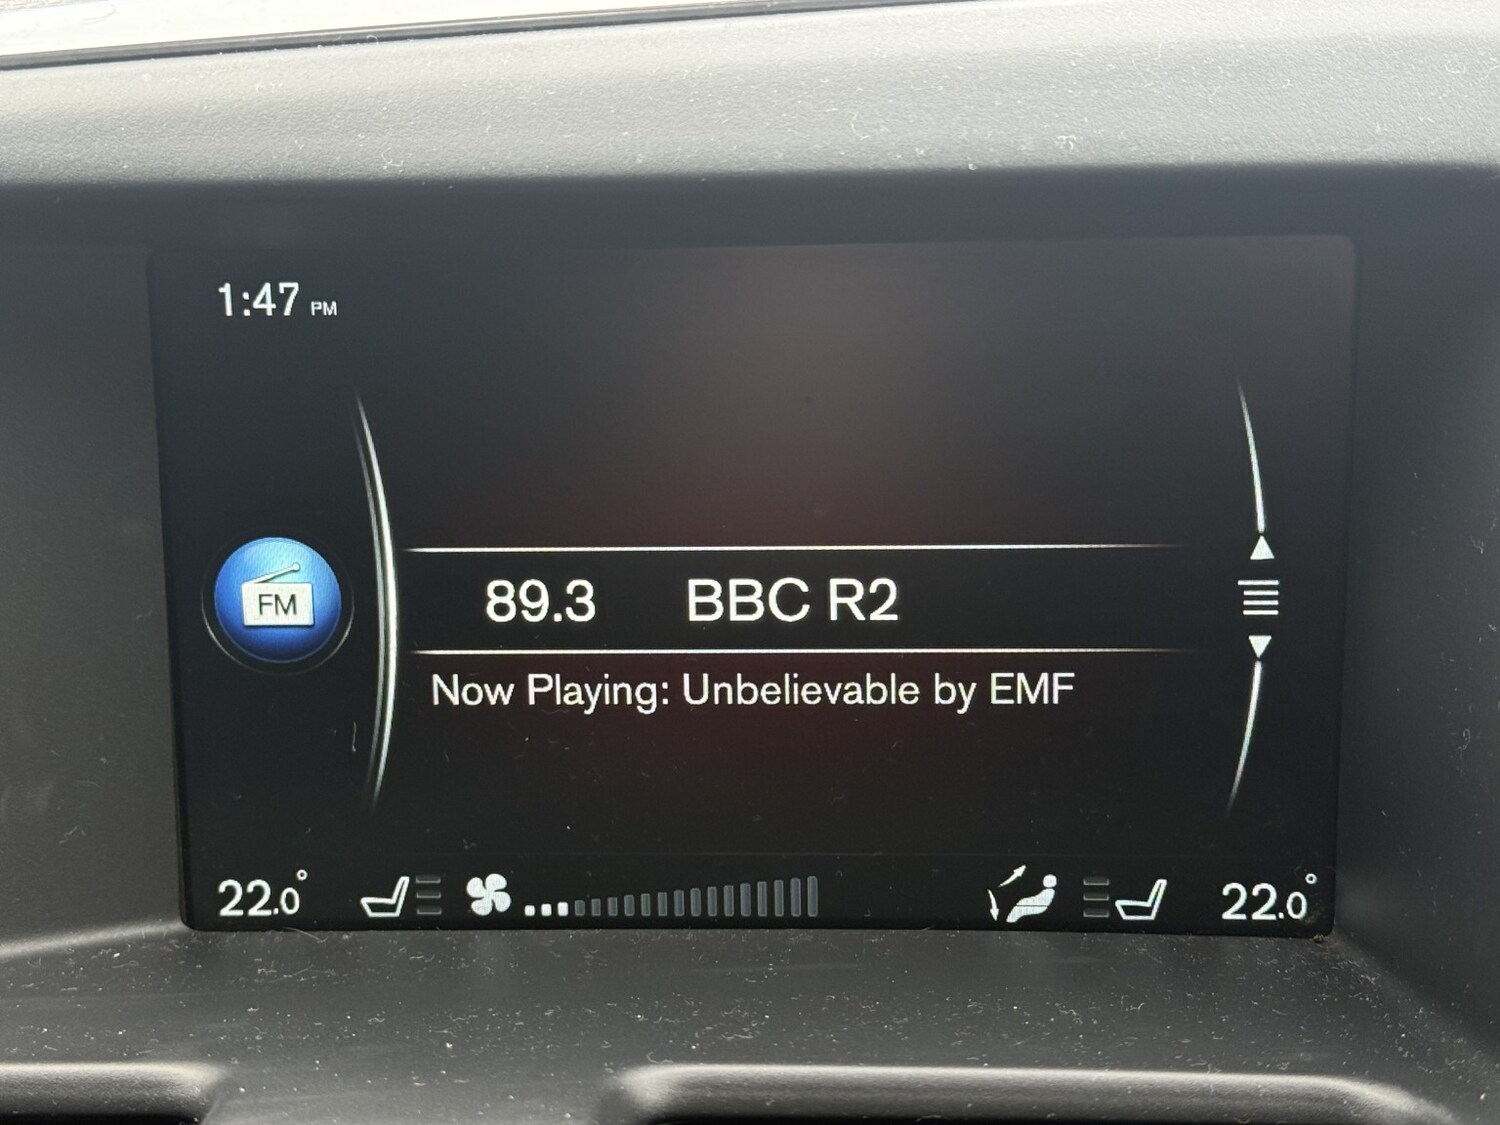 1:47 PM
FM
89.3 BBC R2
Now Playing: Unbelievable by EMF
22.0° 22.0°